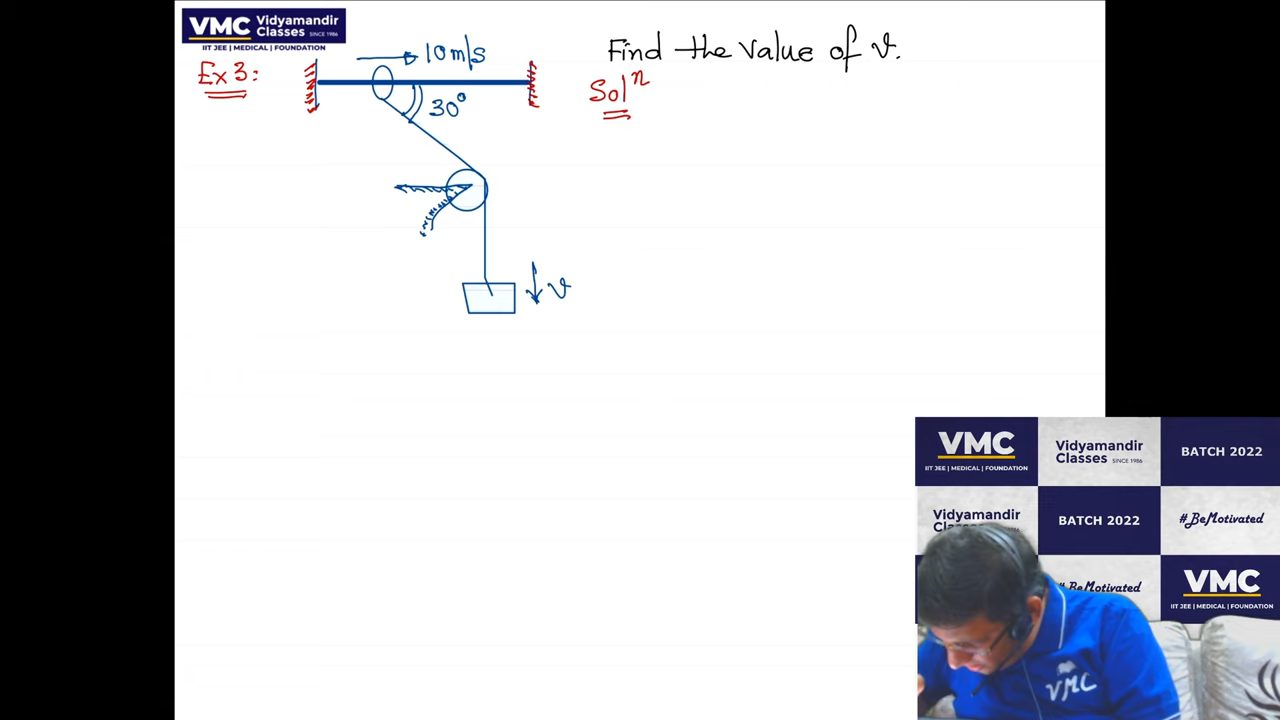 VMC Vidyamandir Classes SINCE 1986
IIT JEE | MEDICAL | FOUNDATION
Ex 3:
10 m/s
30°
v
Find the value of v.
Solⁿ
VMC
IIT JEE | MEDICAL | FOUNDATION
Vidyamandir
Classes SINCE 1986
BATCH 2022
Vidyamandir
BATCH 2022
#BeMotivated
BeMotivated
VMC
IIT JEE | MEDICAL | FOUNDATION
VMC